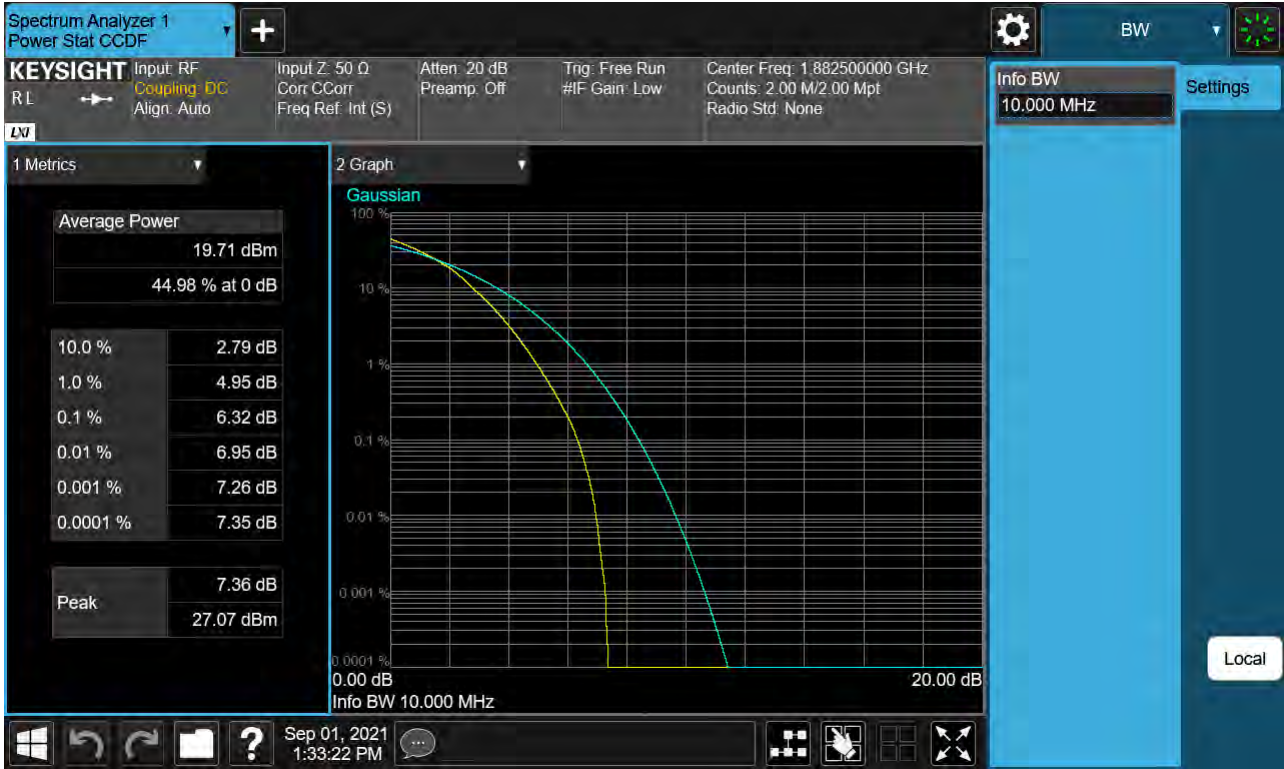 Spectrum Analyzer 1
Power Stat CCDF
BW
KEYSIGHT
RL
LXI
Input: RF
Coupling: DC
Align: Auto
Input Z: 50 Ω
Corr CCorr
Freq Ref: Int (S)
Atten: 20 dB
Preamp: Off
Trig: Free Run
#IF Gain: Low
Center Freq: 1.882500000 GHz
Counts: 2.00 M/2.00 Mpt
Radio Std: None
Info BW
10.000 MHz
Settings
1 Metrics
Average Power
19.71 dBm
44.98 % at 0 dB
10.0 % 2.79 dB
1.0 % 4.95 dB
0.1 % 6.32 dB
0.01 % 6.95 dB
0.001 % 7.26 dB
0.0001 % 7.35 dB
Peak
7.36 dB
27.07 dBm
2 Graph
Gaussian
100 %
10 %
1 %
0.1 %
0.01 %
0.001 %
0.0001 %
0.00 dB 20.00 dB
Info BW 10.000 MHz
Local
?
Sep 01, 2021
1:33:22 PM